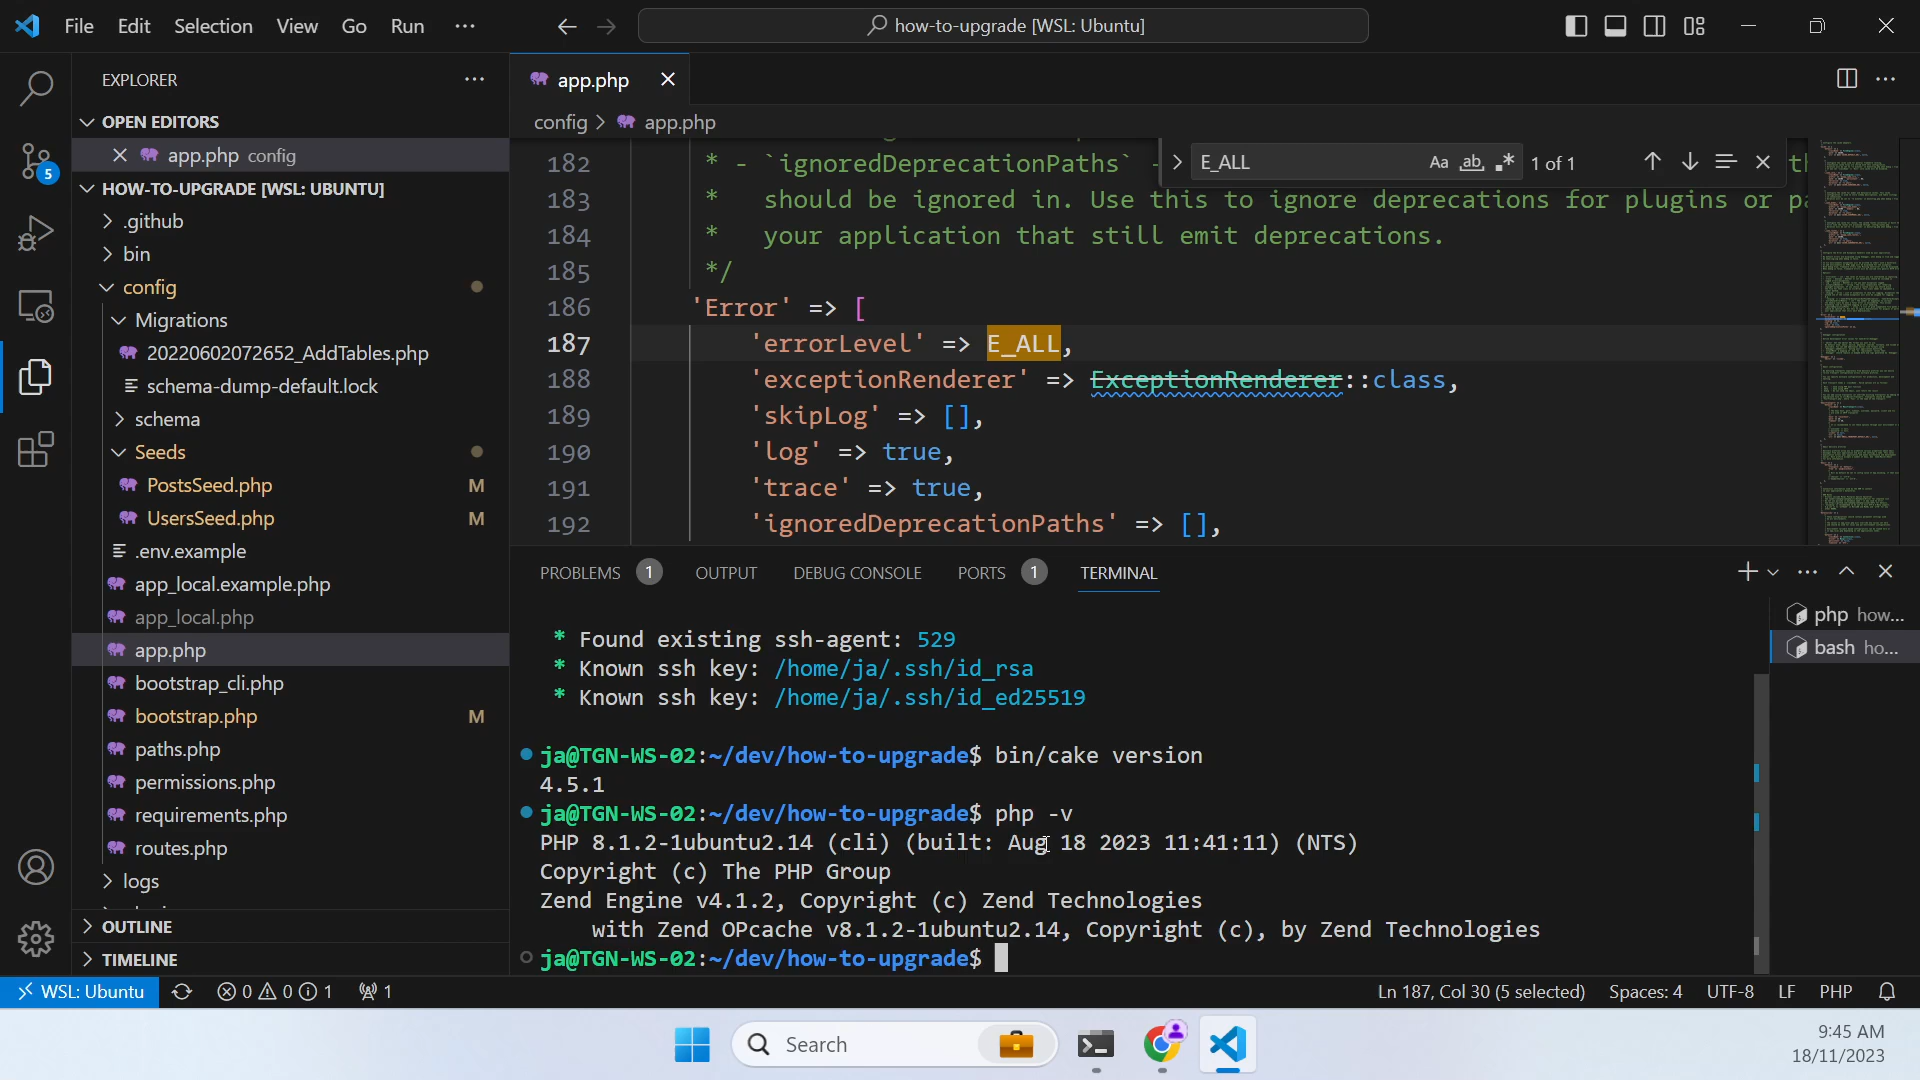 File Edit Selection View Go Run ···
how-to-upgrade [WSL: Ubuntu]
EXPLORER
OPEN EDITORS
app.php config
HOW-TO-UPGRADE [WSL: UBUNTU]
.github
bin
config
Migrations
20220602072652_AddTables.php
schema-dump-default.lock
schema
Seeds
PostsSeed.php M
UsersSeed.php M
.env.example
app_local.example.php
app_local.php
app.php
bootstrap_cli.php
bootstrap.php M
paths.php
permissions.php
requirements.php
routes.php
logs
OUTLINE
TIMELINE
5
app.php
config > app.php
E_ALL Aa ab 1 of 1
182 * - `ignoredDeprecationPaths` -
183 * should be ignored in. Use this to ignore deprecations for plugins or
184 * your application that still emit deprecations.
185 */
186 'Error' => [
187 'errorLevel' => E_ALL,
188 'exceptionRenderer' => ExceptionRenderer::class,
189 'skipLog' => [],
190 'log' => true,
191 'trace' => true,
192 'ignoredDeprecationPaths' => [],
PROBLEMS 1 OUTPUT DEBUG CONSOLE PORTS 1 TERMINAL
php how...
bash ho...
* Found existing ssh-agent: 529
* Known ssh key: /home/ja/.ssh/id_rsa
* Known ssh key: /home/ja/.ssh/id_ed25519
ja@TGN-WS-02:~/dev/how-to-upgrade$ bin/cake version
4.5.1
ja@TGN-WS-02:~/dev/how-to-upgrade$ php -v
PHP 8.1.2-1ubuntu2.14 (cli) (built: Aug 18 2023 11:41:11) (NTS)
Copyright (c) The PHP Group
Zend Engine v4.1.2, Copyright (c) Zend Technologies
with Zend OPcache v8.1.2-1ubuntu2.14, Copyright (c), by Zend Technologies
ja@TGN-WS-02:~/dev/how-to-upgrade$
WSL: Ubuntu 0 0 1 1 Ln 187, Col 30 (5 selected) Spaces: 4 UTF-8 LF PHP
Search
9:45 AM
18/11/2023